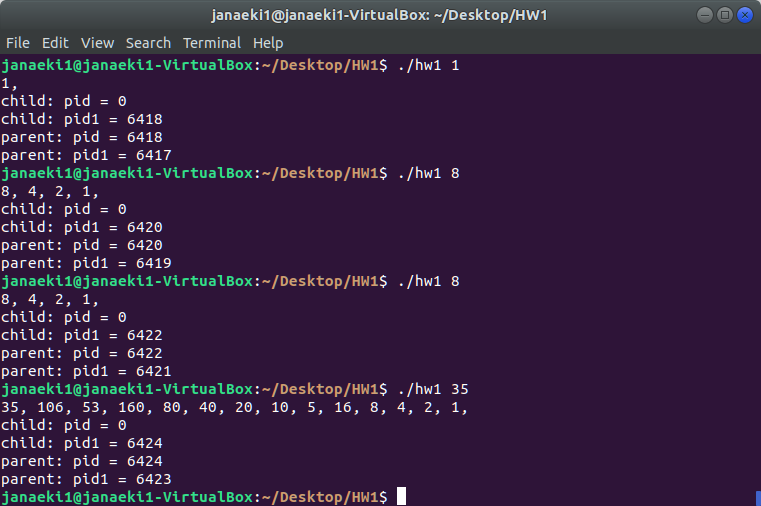 janaeki1@janaeki1-VirtualBox: ~/Desktop/HW1
File Edit View Search Terminal Help
janaeki1@janaeki1-VirtualBox:~/Desktop/HW1$ ./hw1 1
1,
child: pid = 0
child: pid1 = 6418
parent: pid = 6418
parent: pid1 = 6417
janaeki1@janaeki1-VirtualBox:~/Desktop/HW1$ ./hw1 8
8, 4, 2, 1,
child: pid = 0
child: pid1 = 6420
parent: pid = 6420
parent: pid1 = 6419
janaeki1@janaeki1-VirtualBox:~/Desktop/HW1$ ./hw1 8
8, 4, 2, 1,
child: pid = 0
child: pid1 = 6422
parent: pid = 6422
parent: pid1 = 6421
janaeki1@janaeki1-VirtualBox:~/Desktop/HW1$ ./hw1 35
35, 106, 53, 160, 80, 40, 20, 10, 5, 16, 8, 4, 2, 1,
child: pid = 0
child: pid1 = 6424
parent: pid = 6424
parent: pid1 = 6423
janaeki1@janaeki1-VirtualBox:~/Desktop/HW1$